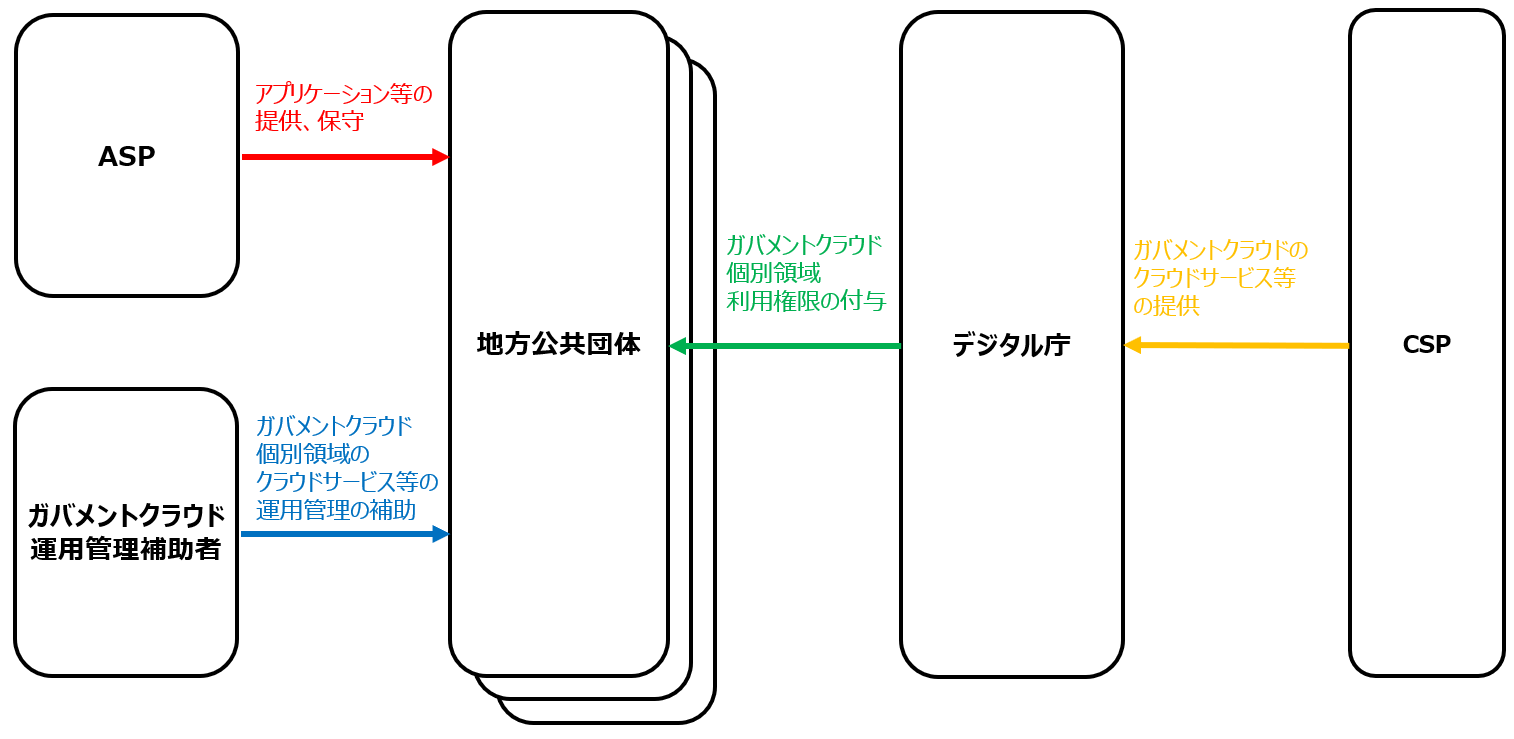 ASP
アプリケーション等の
提供、保守
ガバメントクラウド
運用管理補助者
ガバメントクラウド
個別領域の
クラウドサービス等の
運用管理の補助
地方公共団体
ガバメントクラウド
個別領域
利用権限の付与
デジタル庁
ガバメントクラウドの
クラウドサービス等
の提供
CSP